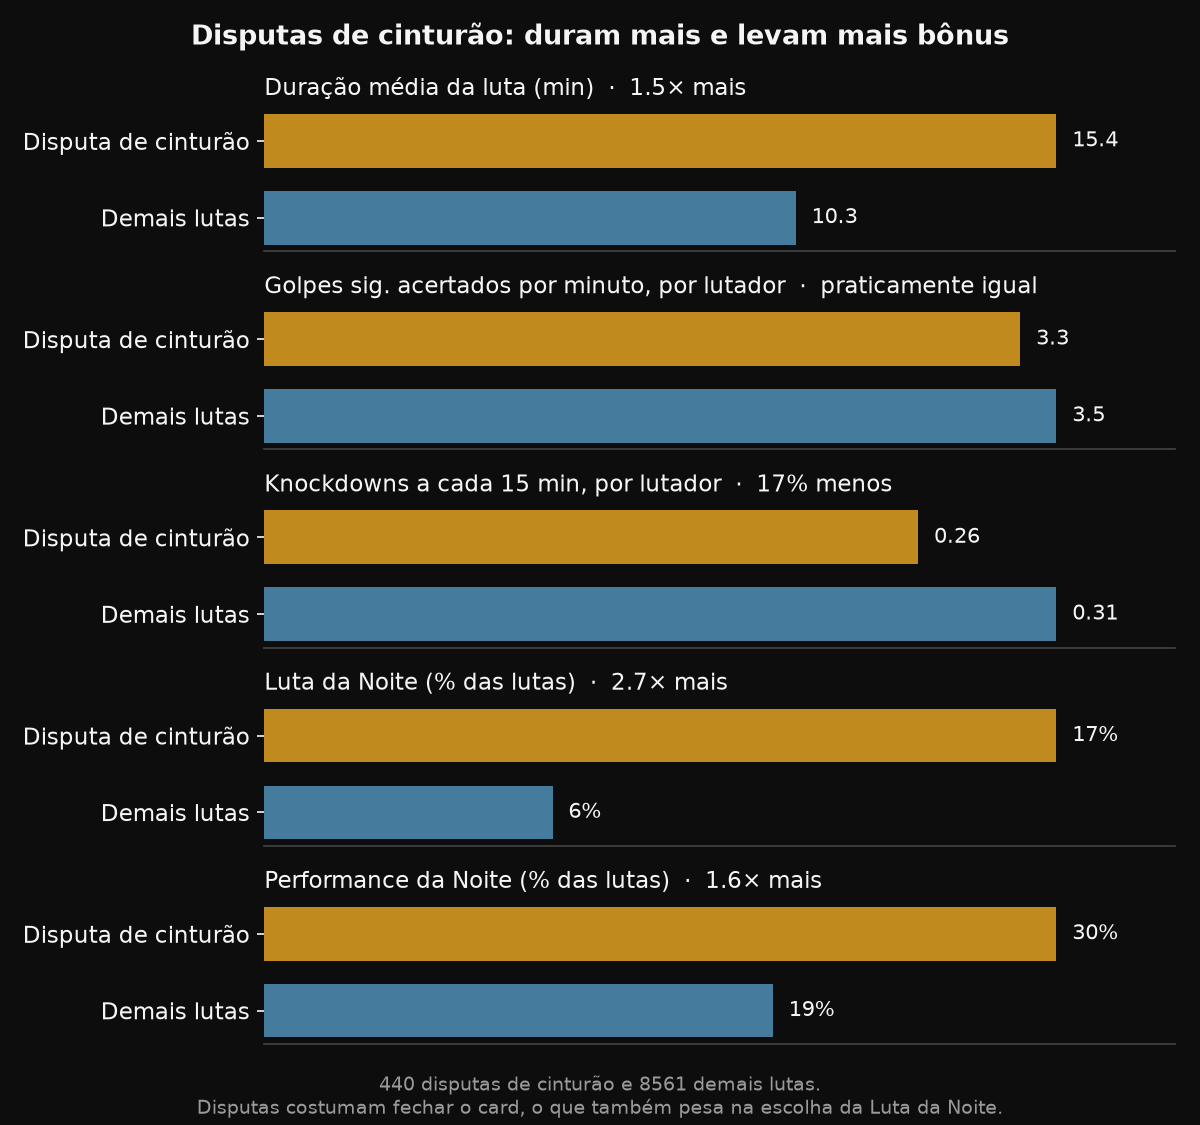 Disputas de cinturão: duram mais e levam mais bônus
Duração média da luta (min)  ·  1.5× mais
Disputa de cinturão
15.4
Demais lutas
10.3
Golpes sig. acertados por minuto, por lutador  ·  praticamente igual
Disputa de cinturão
3.3
Demais lutas
3.5
Knockdowns a cada 15 min, por lutador  ·  17% menos
Disputa de cinturão
0.26
Demais lutas
0.31
Luta da Noite (% das lutas)  ·  2.7× mais
Disputa de cinturão
17%
Demais lutas
6%
Performance da Noite (% das lutas)  ·  1.6× mais
Disputa de cinturão
30%
Demais lutas
19%
440 disputas de cinturão e 8561 demais lutas.
Disputas costumam fechar o card, o que também pesa na escolha da Luta da Noite.